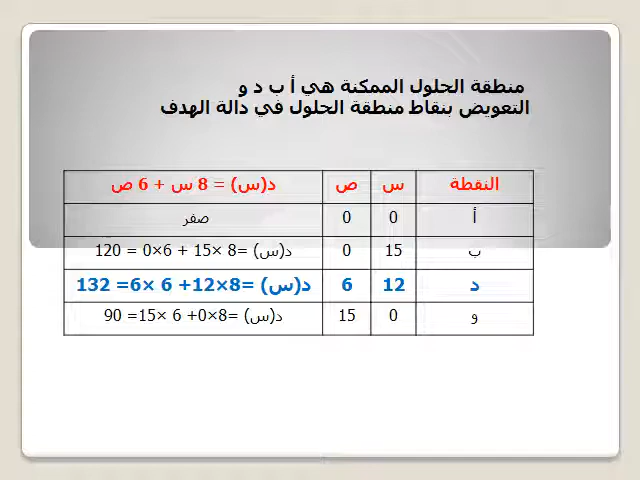 منطقة الحلول الممكنة هي أ ب د و
التعويض بنقاط منطقة الحلول في دالة الهدف
النقطة س ص د(س) = 8 س + 6 ص
أ 0 0 صفر
ب 15 0 د(س) =8 ×15 + 6×0 = 120
د 12 6 د(س) =8×12+ 6 ×6= 132
و 0 15 د(س) =8×0+ 6 ×15= 90